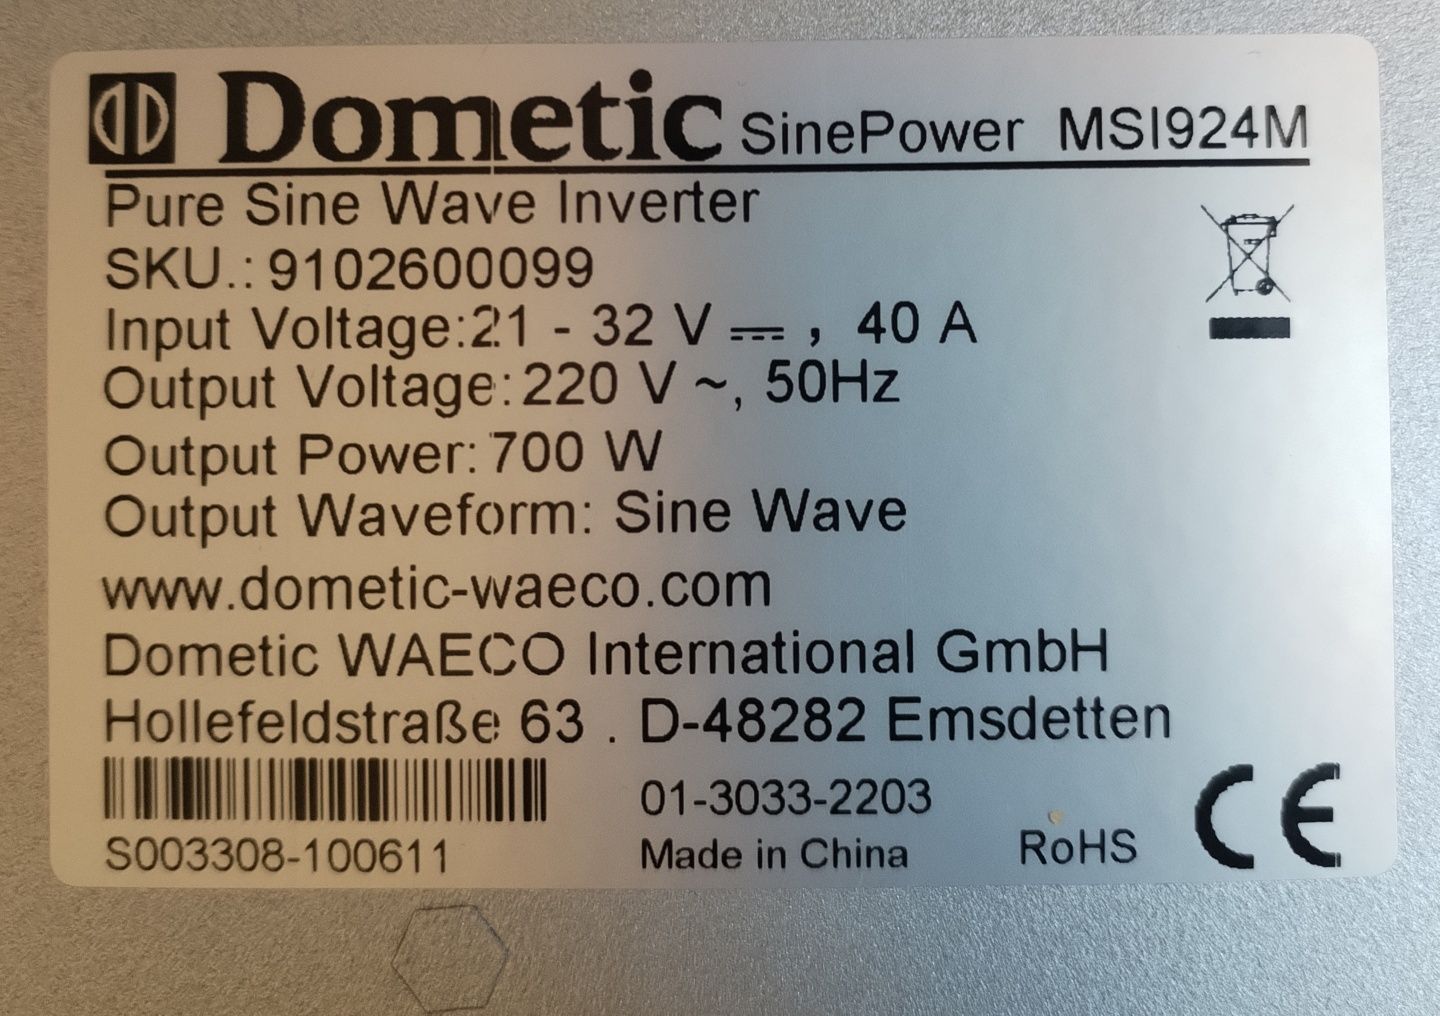 Dometic SinePower MSI924M
Pure Sine Wave Inverter
SKU.: 9102600099
Input Voltage:21 - 32 V ⎓, 40 A
Output Voltage: 220 V ~, 50Hz
Output Power: 700 W
Output Waveform: Sine Wave
www.dometic-waeco.com
Dometic WAECO International GmbH
Hollefeldstraße 63 . D-48282 Emsdetten
01-3033-2203
S003308-100611
Made in China
RoHS
CE